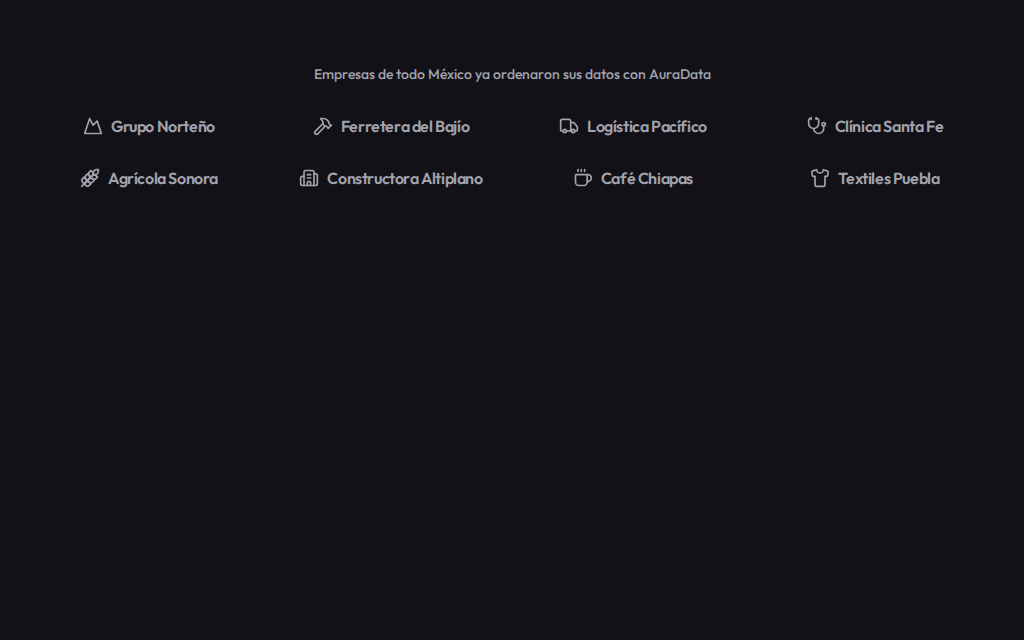 Empresas de todo México ya ordenaron sus datos con AuraData
Grupo Norteño
Ferretera del Bajío
Logística Pacífico
Clínica Santa Fe
Agrícola Sonora
Constructora Altiplano
Café Chiapas
Textiles Puebla